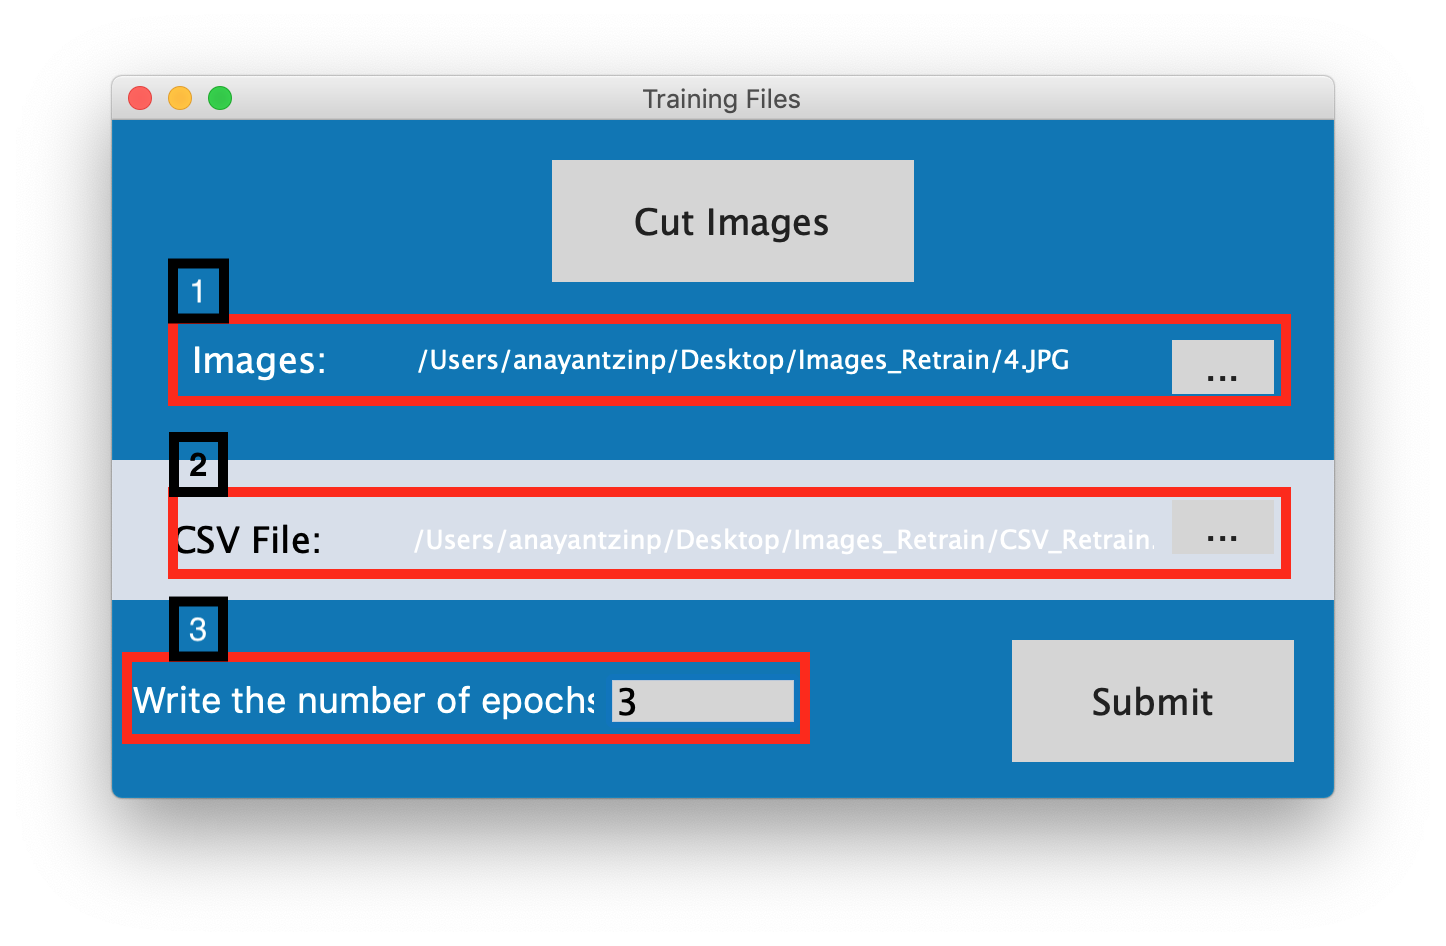 Training Files
Cut Images
1
Images: /Users/anayantzinp/Desktop/Images_Retrain/4.JPG ...
2
CSV File: /Users/anayantzinp/Desktop/Images_Retrain/CSV_Retrain. ...
3
Write the number of epochs 3
Submit